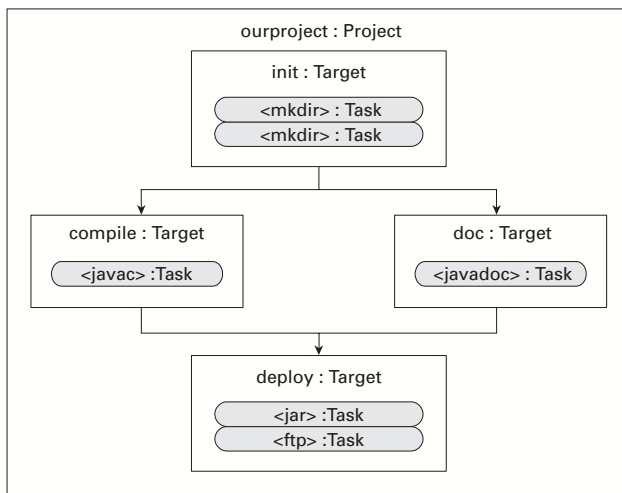 ourproject : Project
init : Target
<mkdir> : Task
<mkdir> : Task
compile : Target
<javac> :Task
doc : Target
<javadoc> : Task
deploy : Target
<jar> :Task
<ftp> :Task